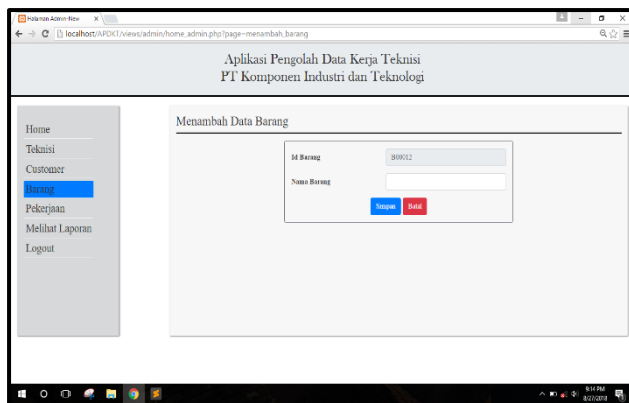 Halaman Admin-New
localhost/APDKT/views/admin/home_admin.php?page=menambah_barang
Aplikasi Pengolah Data Kerja Teknisi
PT Komponen Industri dan Teknologi
Home
Teknisi
Customer
Barang
Pekerjaan
Melihat Laporan
Logout
Menambah Data Barang
Id Barang
B00012
Nama Barang
Simpan Batal
9:14 PM
8/27/2018